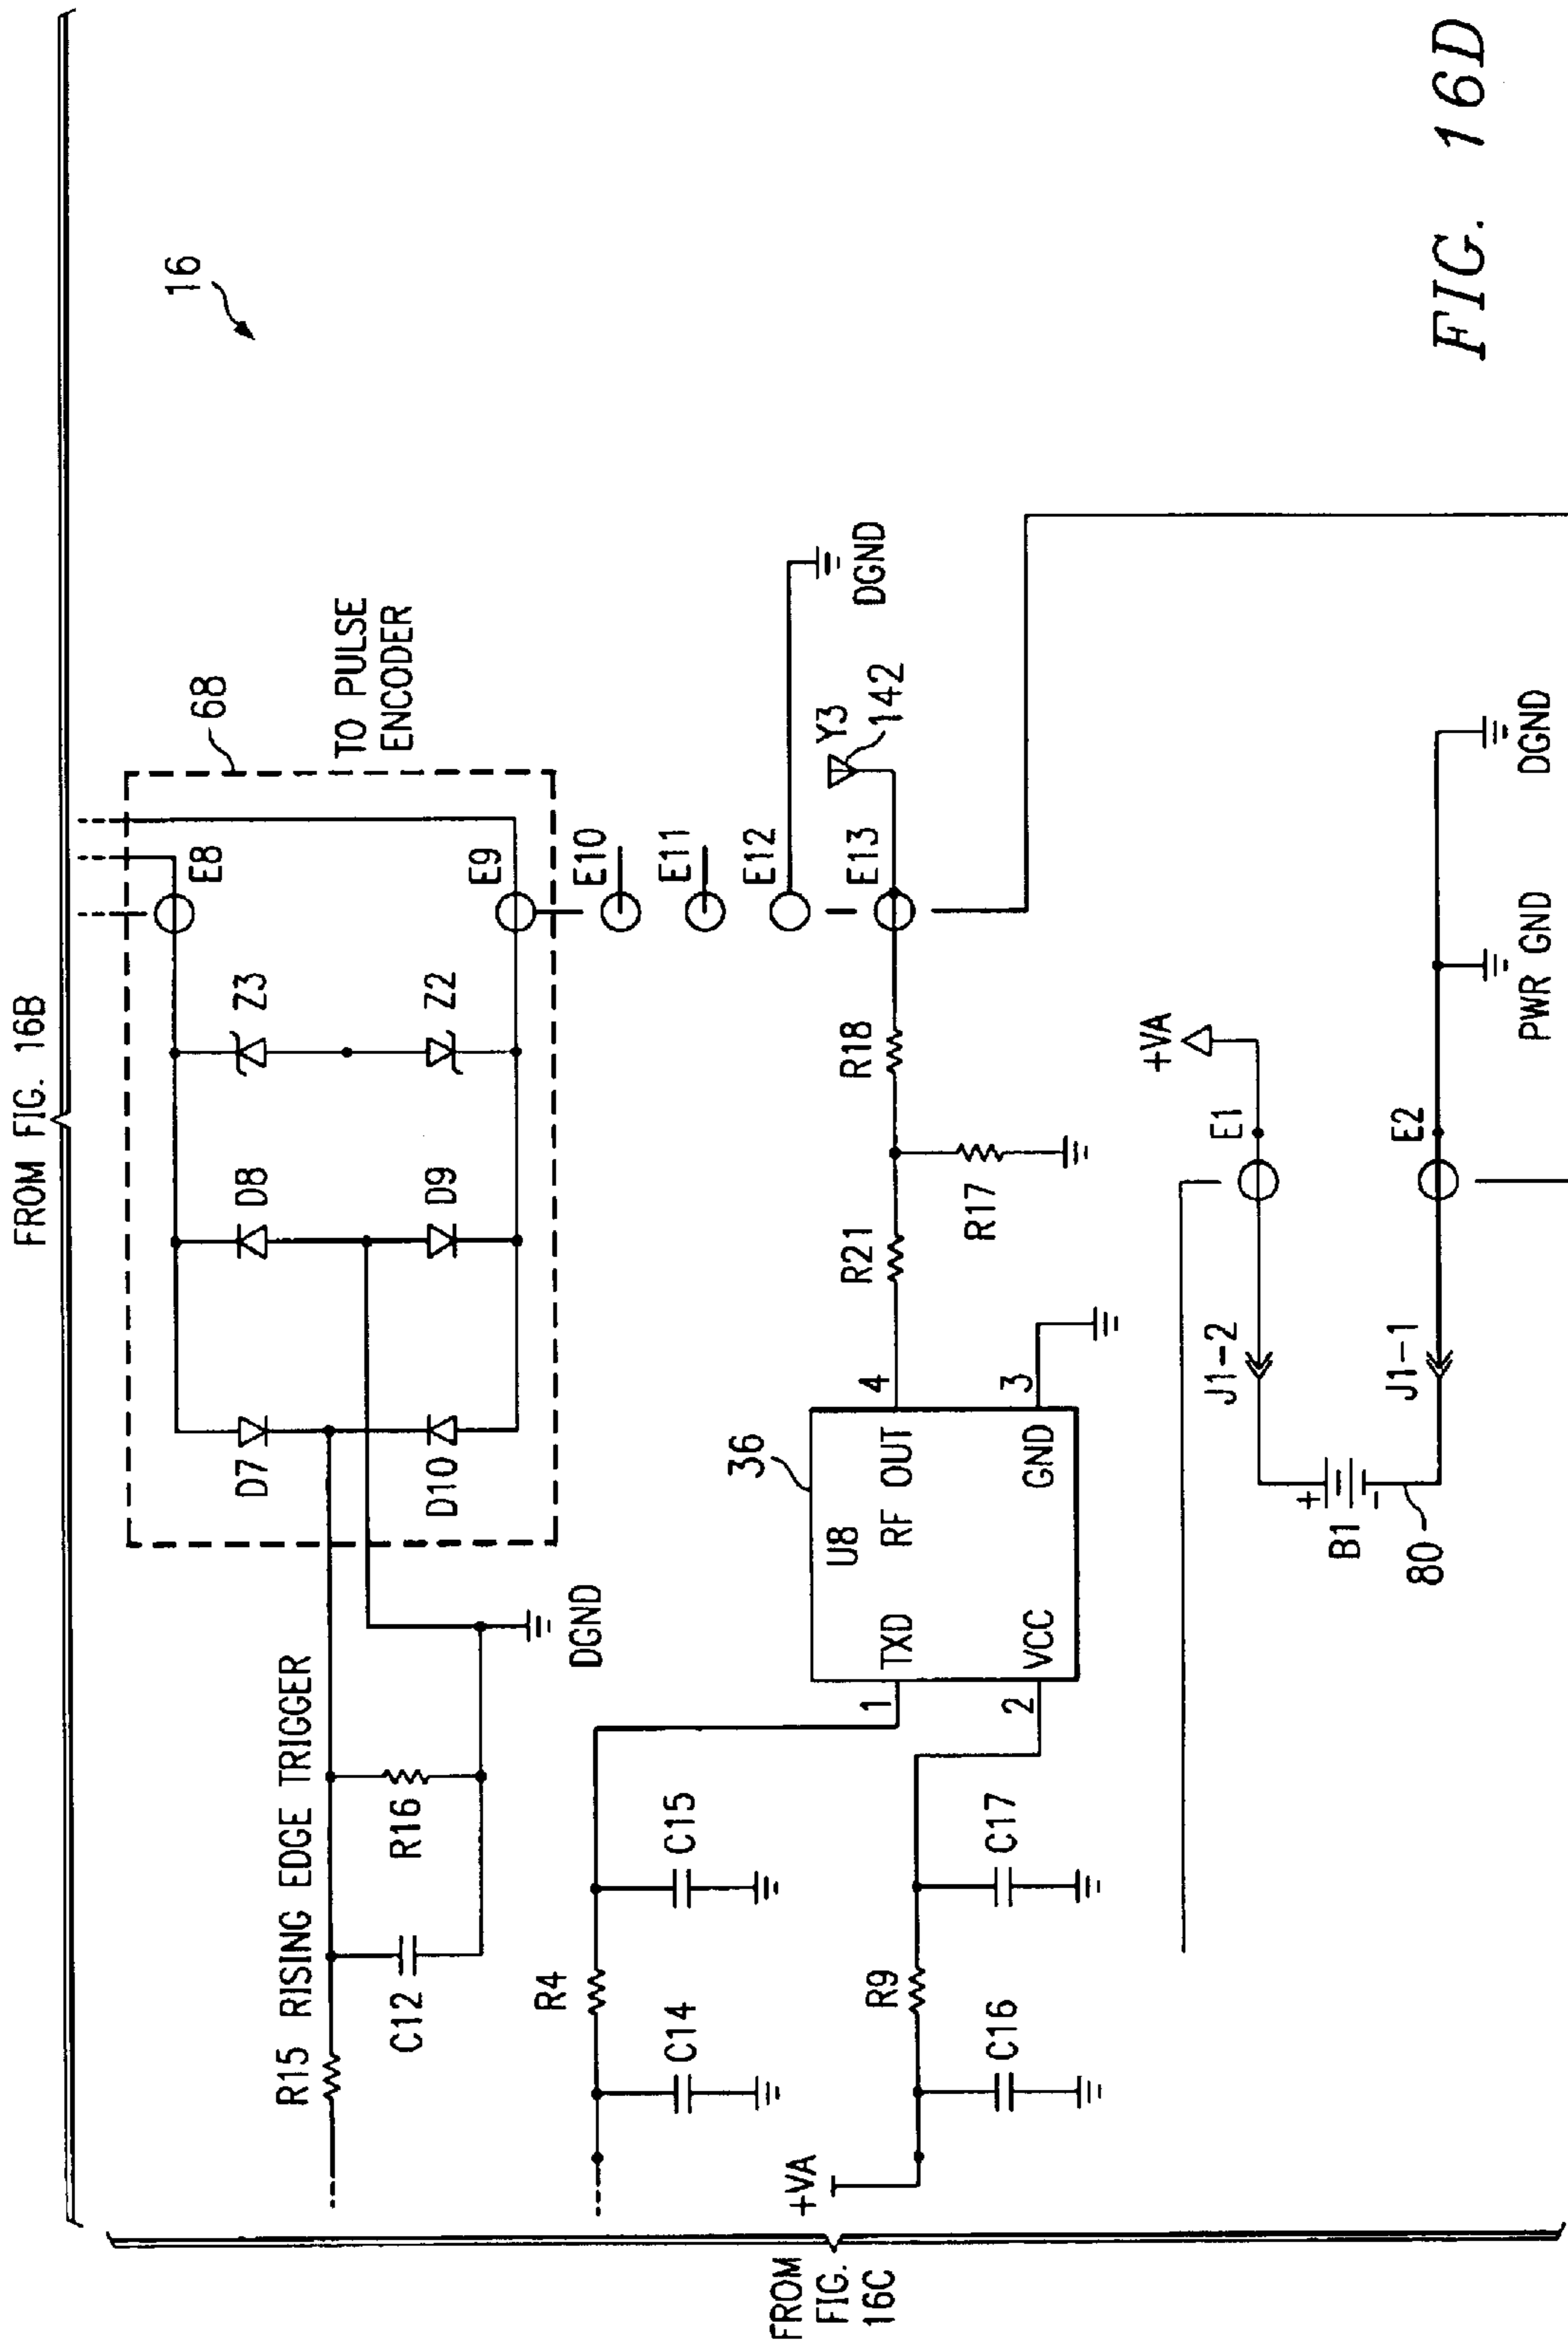 FROM FIG. 16B
16
68
TO PULSE
ENCODER
E8
E9
Z3
Z2
D8
D9
D7
D10
R15 RISING EDGE TRIGGER
C12
R16
DGND
E10
E11
E12
E13
DGND
Y3
142
R18
R17
R21
36
U8
TXD
RF OUT
VCC
GND
1
2
3
4
R4
C14
C15
+VA
R9
C16
C17
FROM
FIG.
16C
+VA
E1
J1-2
+
B1
-
80
J1-1
E2
PWR GND
DGND
FIG. 16D